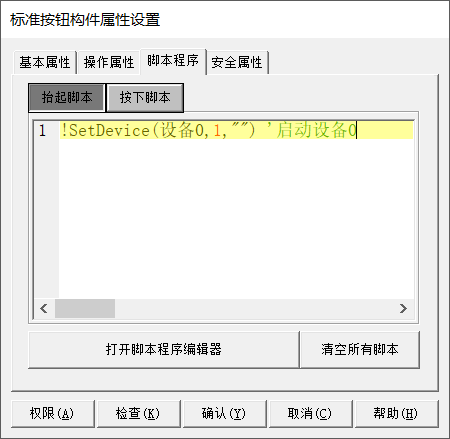 标准按钮构件属性设置
基本属性 操作属性 脚本程序 安全属性
抬起脚本 按下脚本
1 !SetDevice(设备0,1,"") '启动设备0
打开脚本程序编辑器 清空所有脚本
权限(A) 检查(K) 确认(Y) 取消(C) 帮助(H)